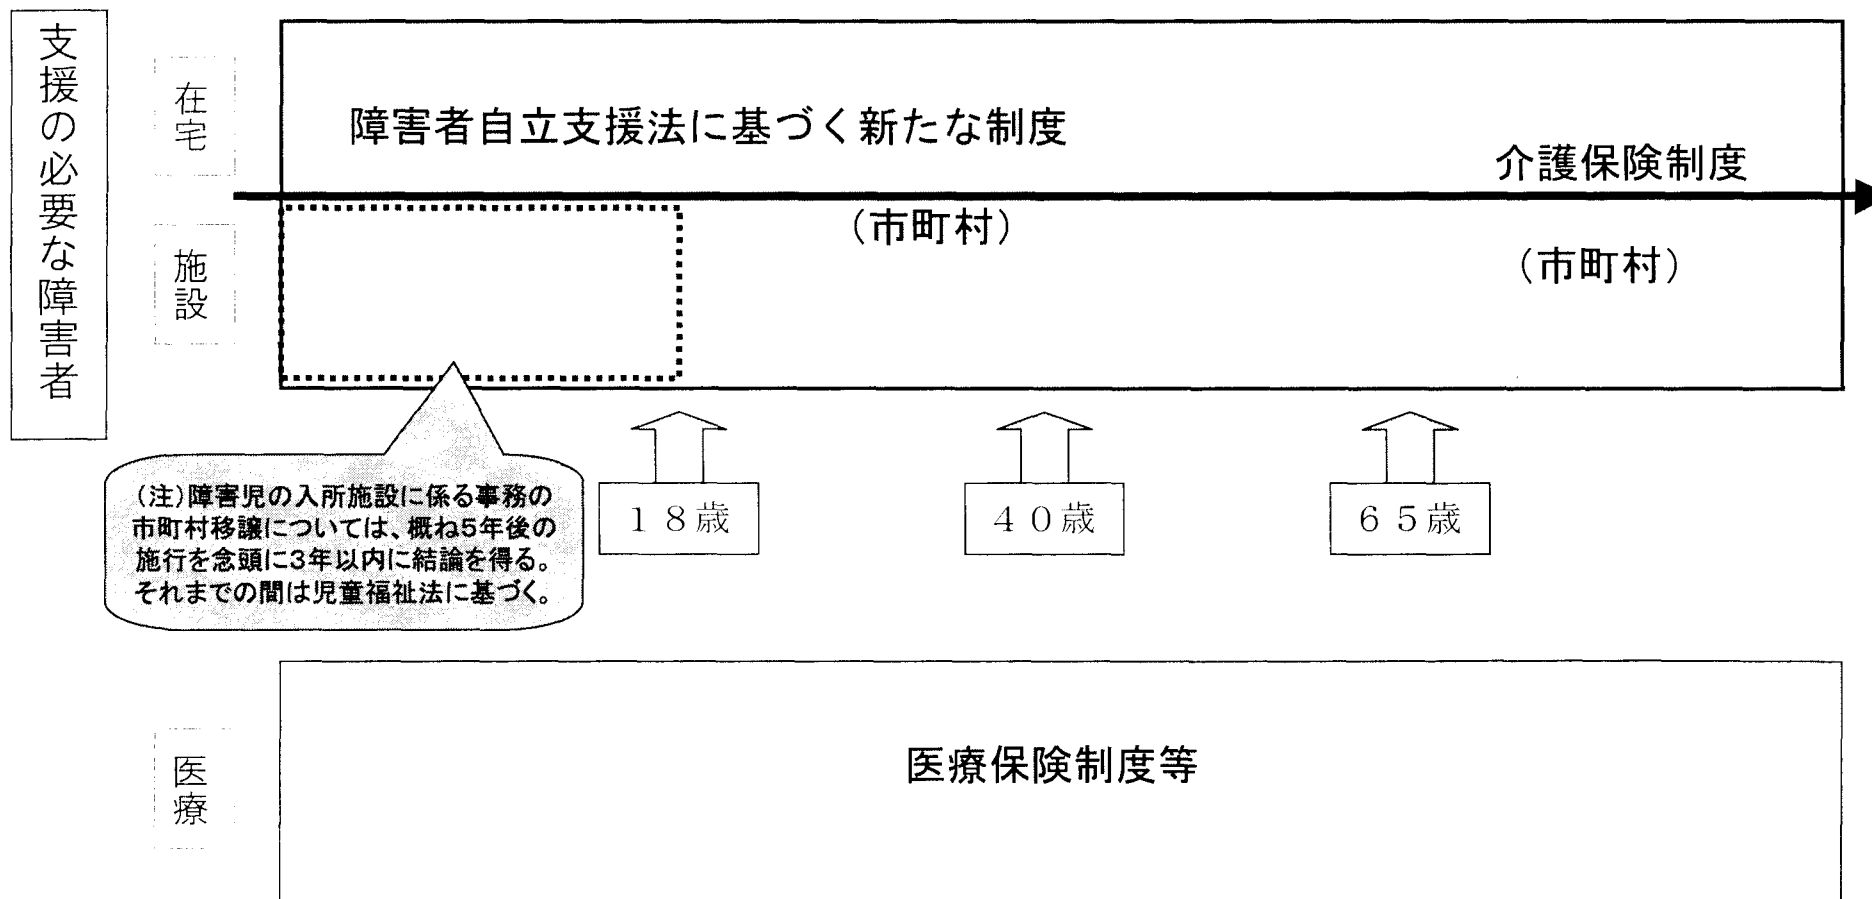 支援の必要な障害者
在宅
障害者自立支援法に基づく新たな制度
介護保険制度
（市町村）
（市町村）
施設
（注）障害児の入所施設に係る事務の
市町村移譲については、概ね5年後の
施行を念頭に3年以内に結論を得る。
それまでの間は児童福祉法に基づく。
１８歳
４０歳
６５歳
医療
医療保険制度等